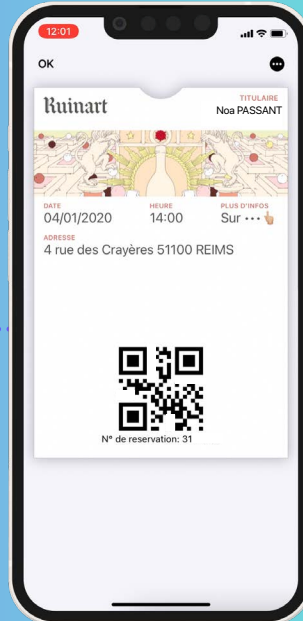 12:01
OK
Ruinart
TITULAIRE
Noa PASSANT
DATE
HEURE
PLUS D'INFOS
04/01/2020
14:00
Sur ...
ADRESSE
4 rue des Crayères 51100 REIMS
N° de reservation: 31